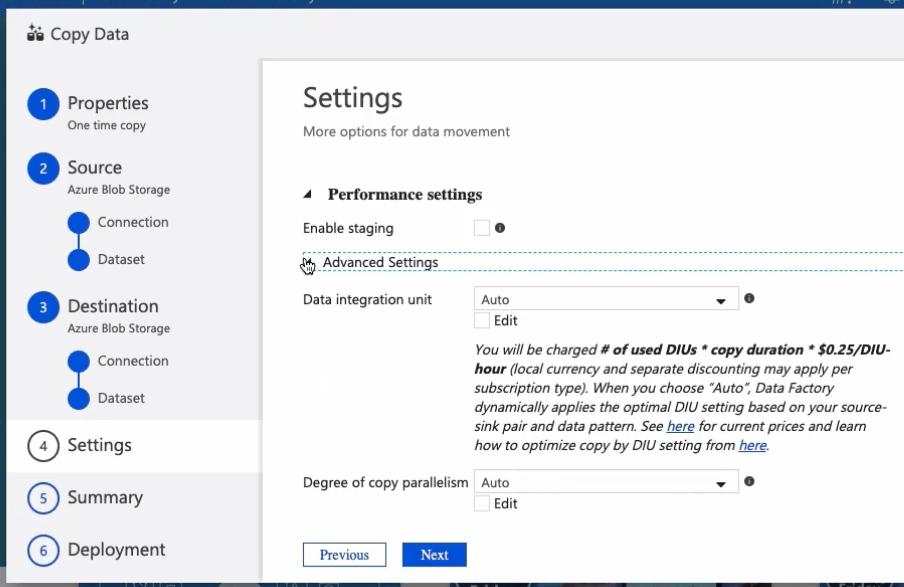 Copy Data
1
Properties
One time copy
2
Source
Azure Blob Storage
Connection
Dataset
3
Destination
Azure Blob Storage
Connection
Dataset
4
Settings
5
Summary
6
Deployment
Settings
More options for data movement
Performance settings
Enable staging
Advanced Settings
Data integration unit
Auto
Edit
You will be charged # of used DIUs * copy duration * $0.25/DIU-
hour (local currency and separate discounting may apply per
subscription type). When you choose "Auto", Data Factory
dynamically applies the optimal DIU setting based on your source-
sink pair and data pattern. See here for current prices and learn
how to optimize copy by DIU setting from here.
Degree of copy parallelism
Auto
Edit
Previous
Next